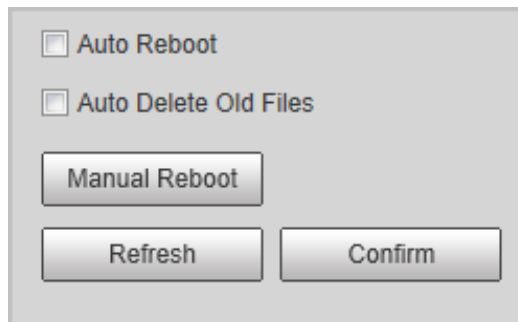 Auto Reboot
Auto Delete Old Files
Manual Reboot
Refresh Confirm